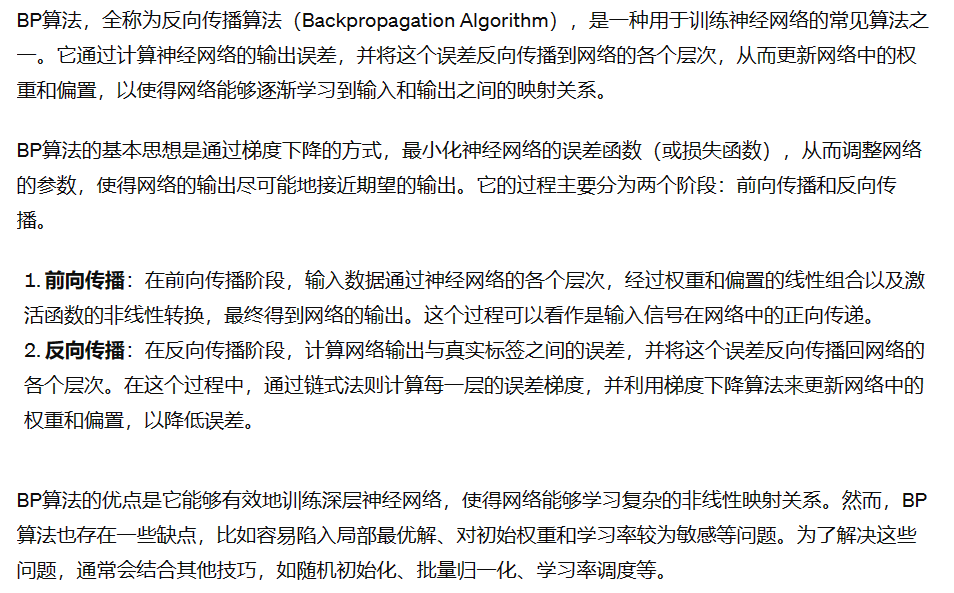 BP算法，全称为反向传播算法（Backpropagation Algorithm），是一种用于训练神经网络的常见算法之
一。它通过计算神经网络的输出误差，并将这个误差反向传播到网络的各个层次，从而更新网络中的权
重和偏置，以使得网络能够逐渐学习到输入和输出之间的映射关系。
BP算法的基本思想是通过梯度下降的方式，最小化神经网络的误差函数（或损失函数），从而调整网络
的参数，使得网络的输出尽可能地接近期望的输出。它的过程主要分为两个阶段：前向传播和反向传
播。
1. 前向传播：在前向传播阶段，输入数据通过神经网络的各个层次，经过权重和偏置的线性组合以及激
活函数的非线性转换，最终得到网络的输出。这个过程可以看作是输入信号在网络中的正向传递。
2. 反向传播：在反向传播阶段，计算网络输出与真实标签之间的误差，并将这个误差反向传播回网络的
各个层次。在这个过程中，通过链式法则计算每一层的误差梯度，并利用梯度下降算法来更新网络中的
权重和偏置，以降低误差。
BP算法的优点是它能够有效地训练深层神经网络，使得网络能够学习复杂的非线性映射关系。然而，BP
算法也存在一些缺点，比如容易陷入局部最优解、对初始权重和学习率较为敏感等问题。为了解决这些
问题，通常会结合其他技巧，如随机初始化、批量归一化、学习率调度等。